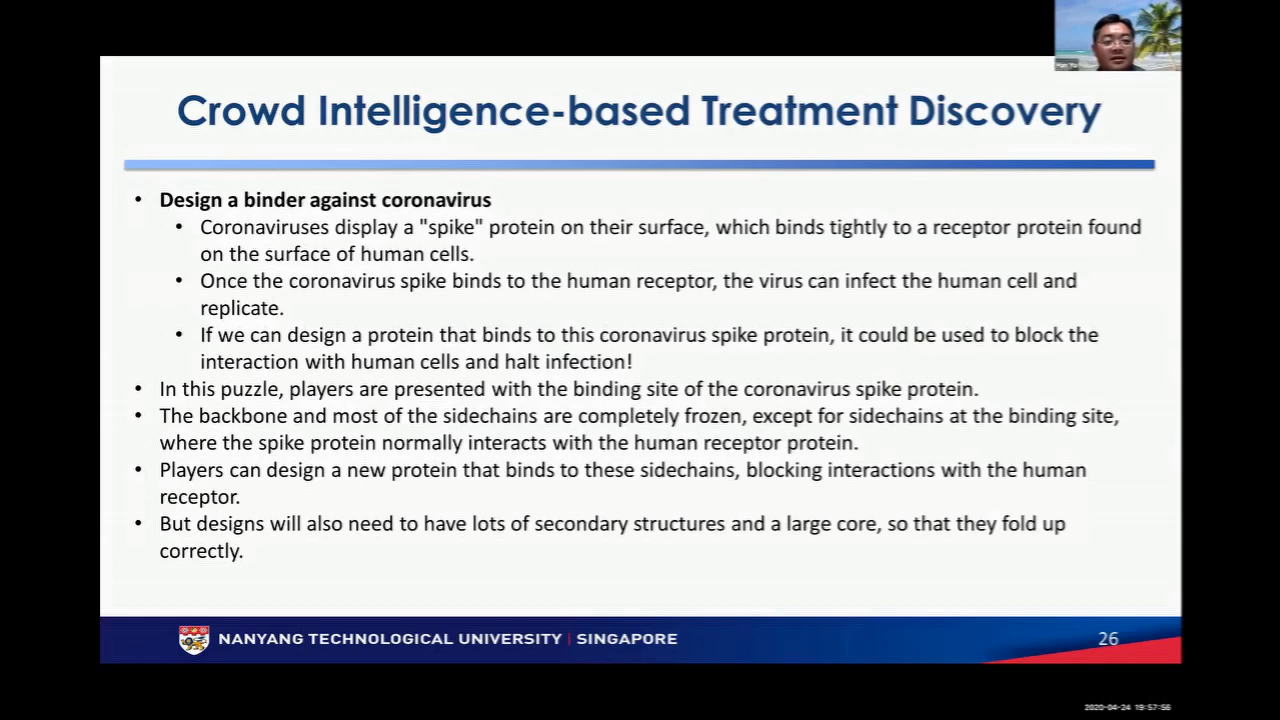 Han Yu
Crowd Intelligence-based Treatment Discovery
• Design a binder against coronavirus
• Coronaviruses display a "spike" protein on their surface, which binds tightly to a receptor protein found
on the surface of human cells.
• Once the coronavirus spike binds to the human receptor, the virus can infect the human cell and
replicate.
• If we can design a protein that binds to this coronavirus spike protein, it could be used to block the
interaction with human cells and halt infection!
• In this puzzle, players are presented with the binding site of the coronavirus spike protein.
• The backbone and most of the sidechains are completely frozen, except for sidechains at the binding site,
where the spike protein normally interacts with the human receptor protein.
• Players can design a new protein that binds to these sidechains, blocking interactions with the human
receptor.
• But designs will also need to have lots of secondary structures and a large core, so that they fold up
correctly.
NANYANG TECHNOLOGICAL UNIVERSITY | SINGAPORE
26
2020-04-24 19:57:56